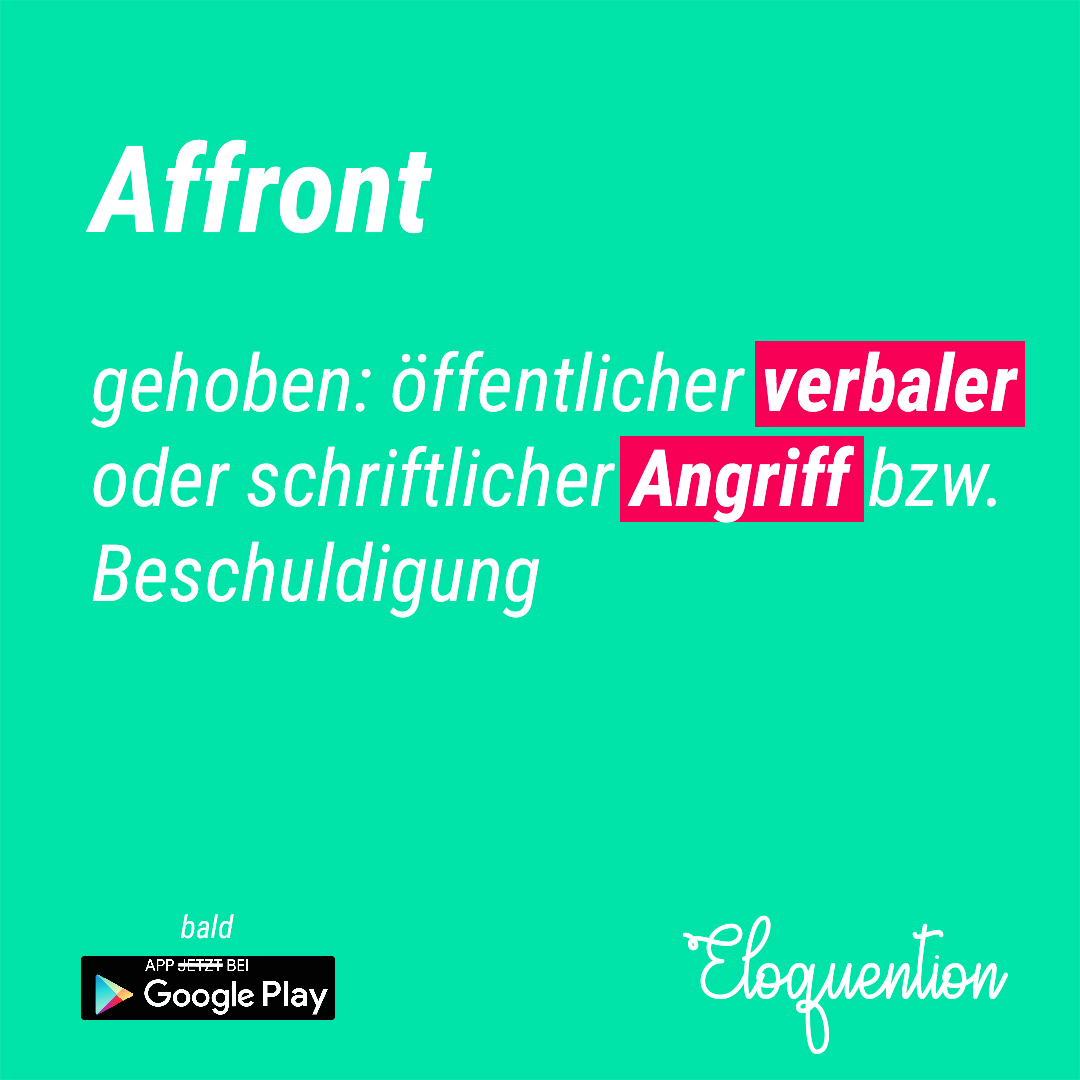 Affront
gehoben: öffentlicher verbaler
oder schriftlicher Angriff bzw.
Beschuldigung
bald
APP JETZT BEI
Google Play
Eloquention